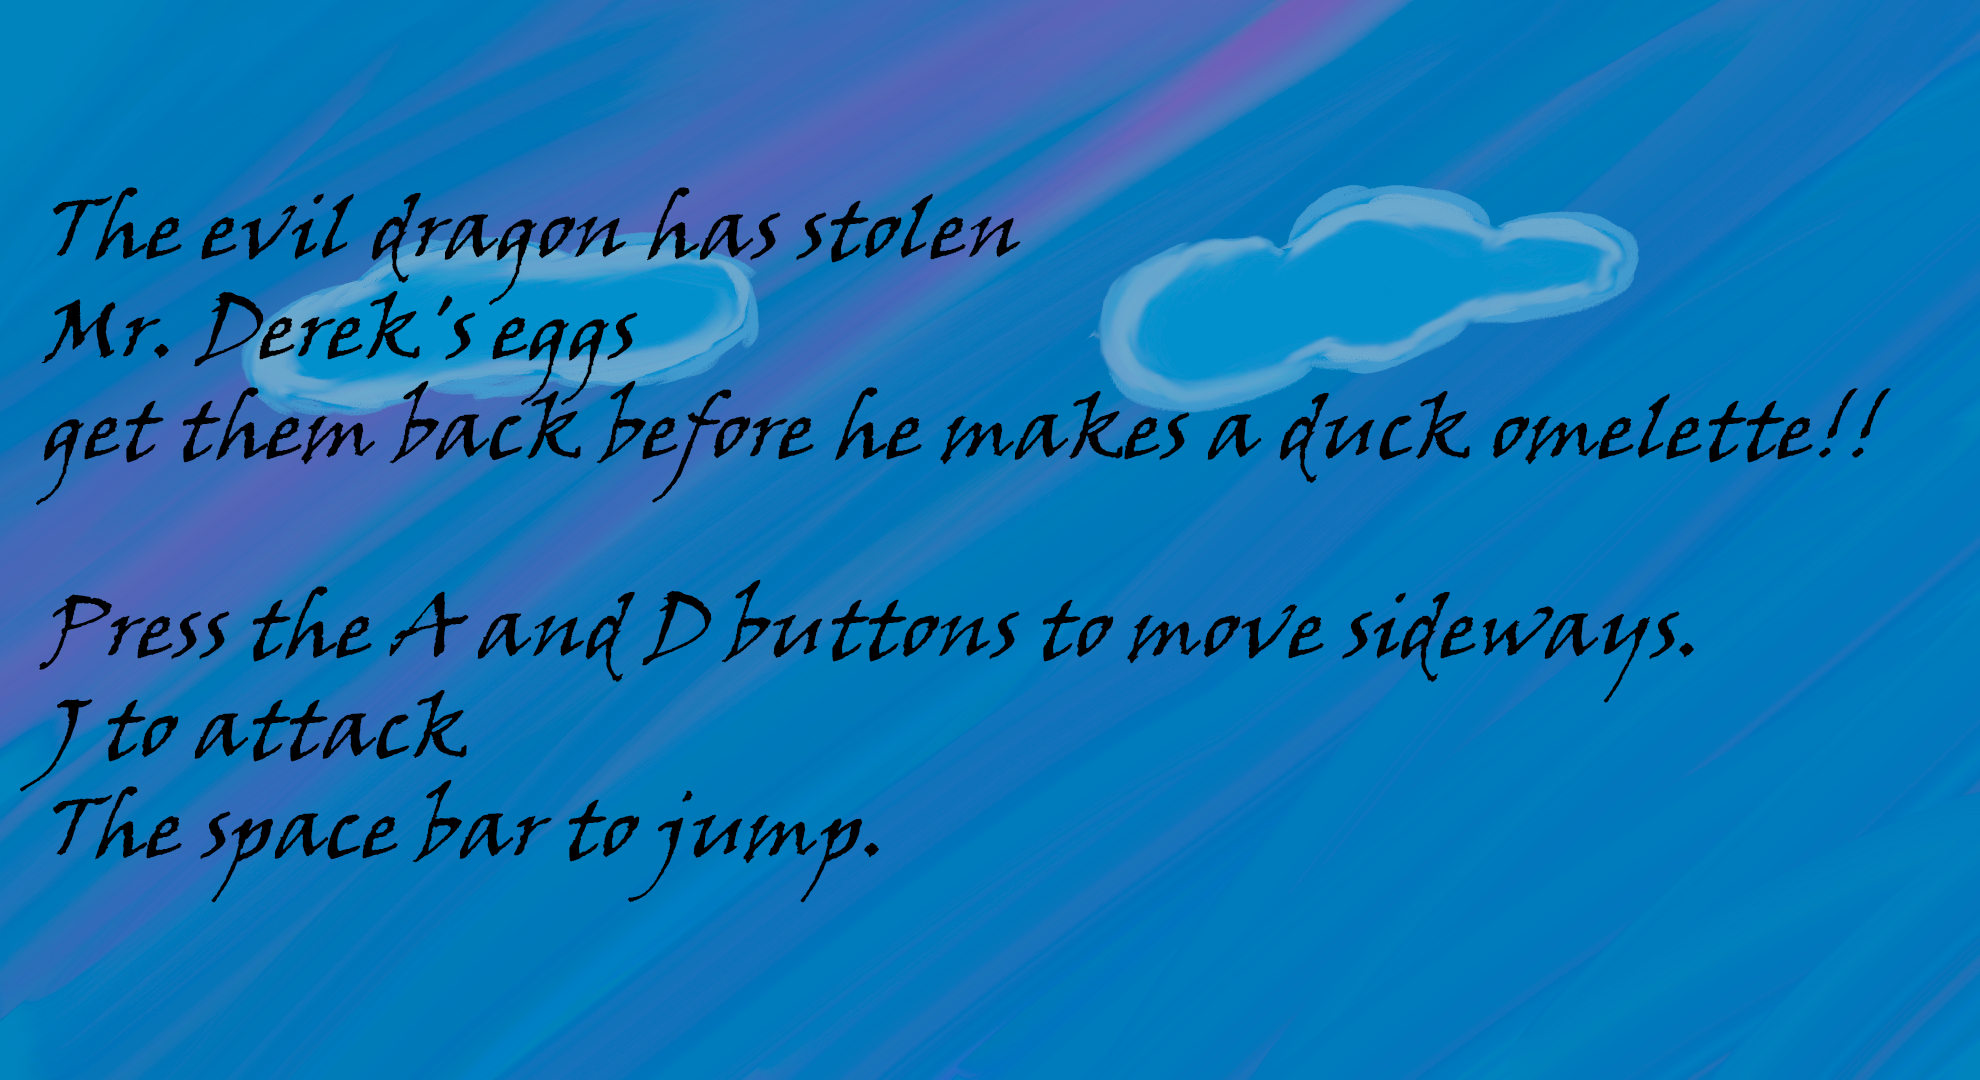 The evil dragon has stolen
Mr. Derek's eggs
get them back before he makes a duck omelette!!
Press the A and D buttons to move sideways.
J to attack
The space bar to jump.